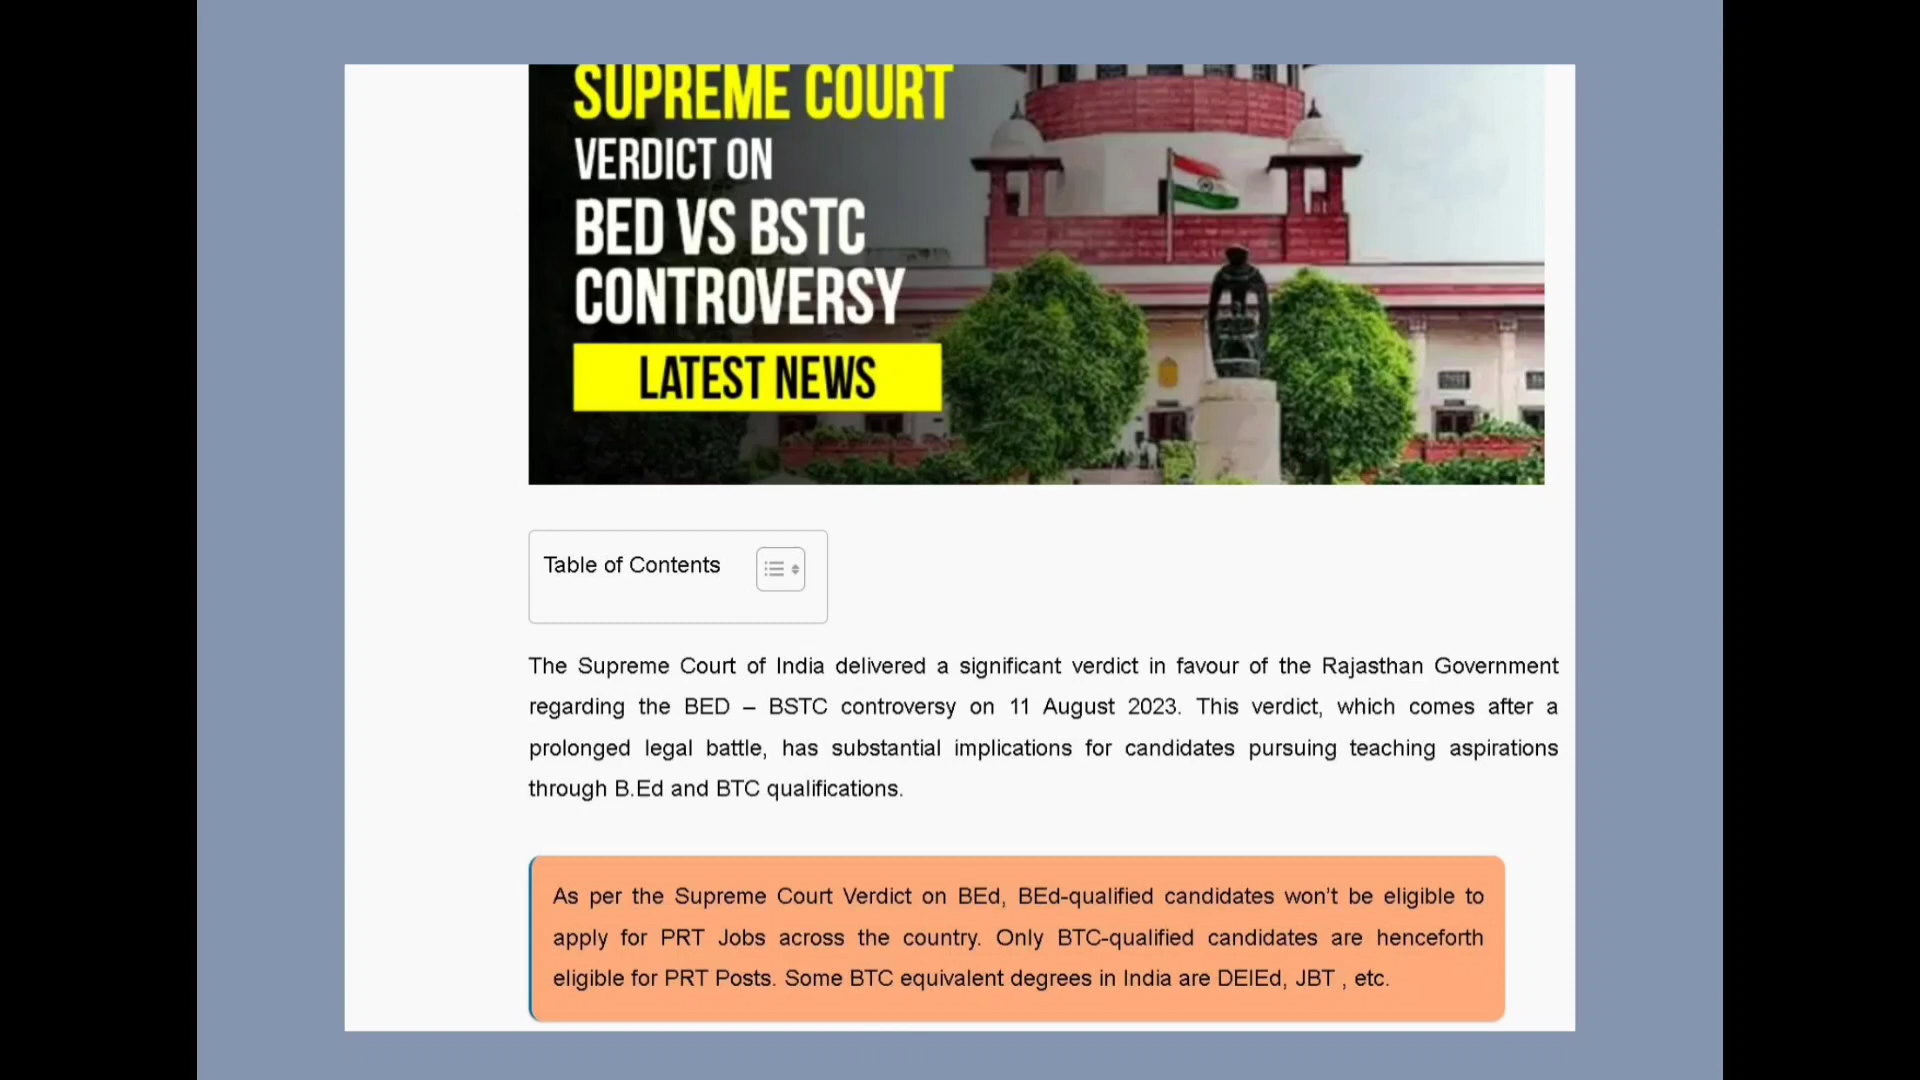 SUPREME COURT
VERDICT ON
BED VS BSTC
CONTROVERSY
LATEST NEWS
Table of Contents
The Supreme Court of India delivered a significant verdict in favour of the Rajasthan Government
regarding the BED – BSTC controversy on 11 August 2023. This verdict, which comes after a
prolonged legal battle, has substantial implications for candidates pursuing teaching aspirations
through B.Ed and BTC qualifications.
As per the Supreme Court Verdict on BEd, BEd-qualified candidates won’t be eligible to
apply for PRT Jobs across the country. Only BTC-qualified candidates are henceforth
eligible for PRT Posts. Some BTC equivalent degrees in India are DElEd, JBT , etc.